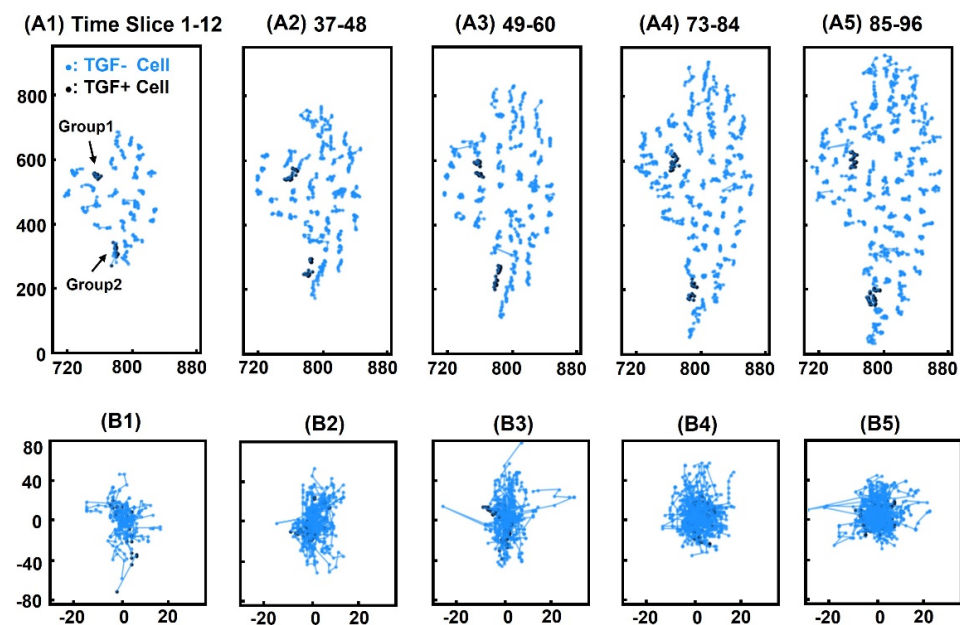 (A1) Time Slice 1-12
(A2) 37-48
(A3) 49-60
(A4) 73-84
(A5) 85-96
•: TGF- Cell
•: TGF+ Cell
Group1
Group2
800
600
400
200
0
720 800 880
720 800 880
720 800 880
720 800 880
720 800 880
(B1)
(B2)
(B3)
(B4)
(B5)
80
40
0
-40
-80
-20 0 20
-20 0 20
-20 0 20
-20 0 20
-20 0 20